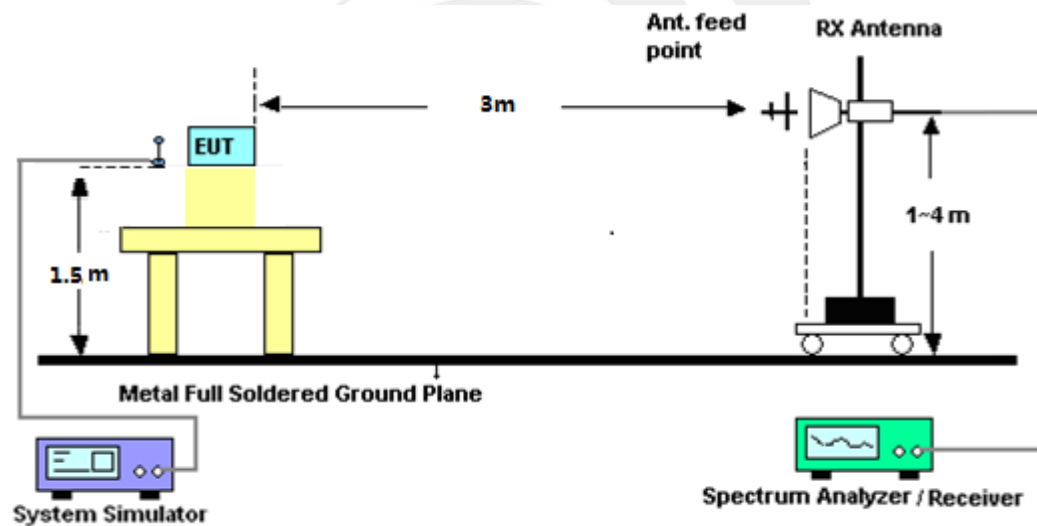 Ant. feed
point
RX Antenna
3m
EUT
1~4 m
1.5 m
Metal Full Soldered Ground Plane
System Simulator
Spectrum Analyzer / Receiver